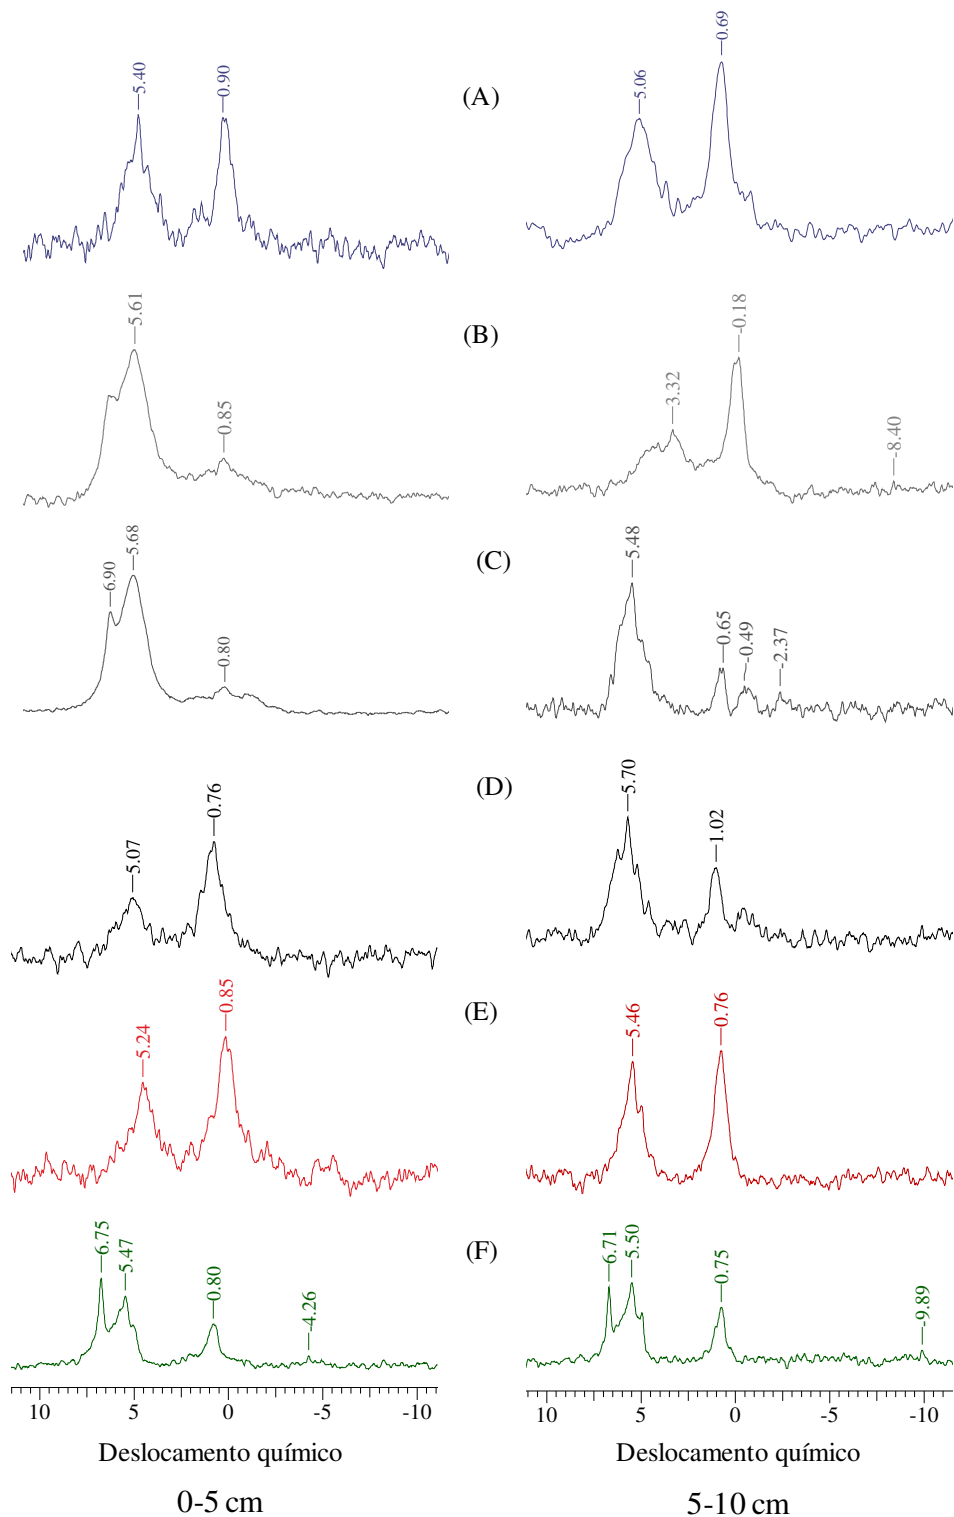 5.40
0.90
(A)
5.06
0.69
5.61
0.85
(B)
3.32
-0.18
-8.40
6.90
5.68
0.80
(C)
5.48
0.65
-0.49
-2.37
5.07
0.76
(D)
5.70
1.02
5.24
0.85
(E)
5.46
0.76
6.75
5.47
0.80
-4.26
(F)
6.71
5.50
0.75
-9.89
10 5 0 -5 -10
10 5 0 -5 -10
Deslocamento químico
Deslocamento químico
0-5 cm
5-10 cm